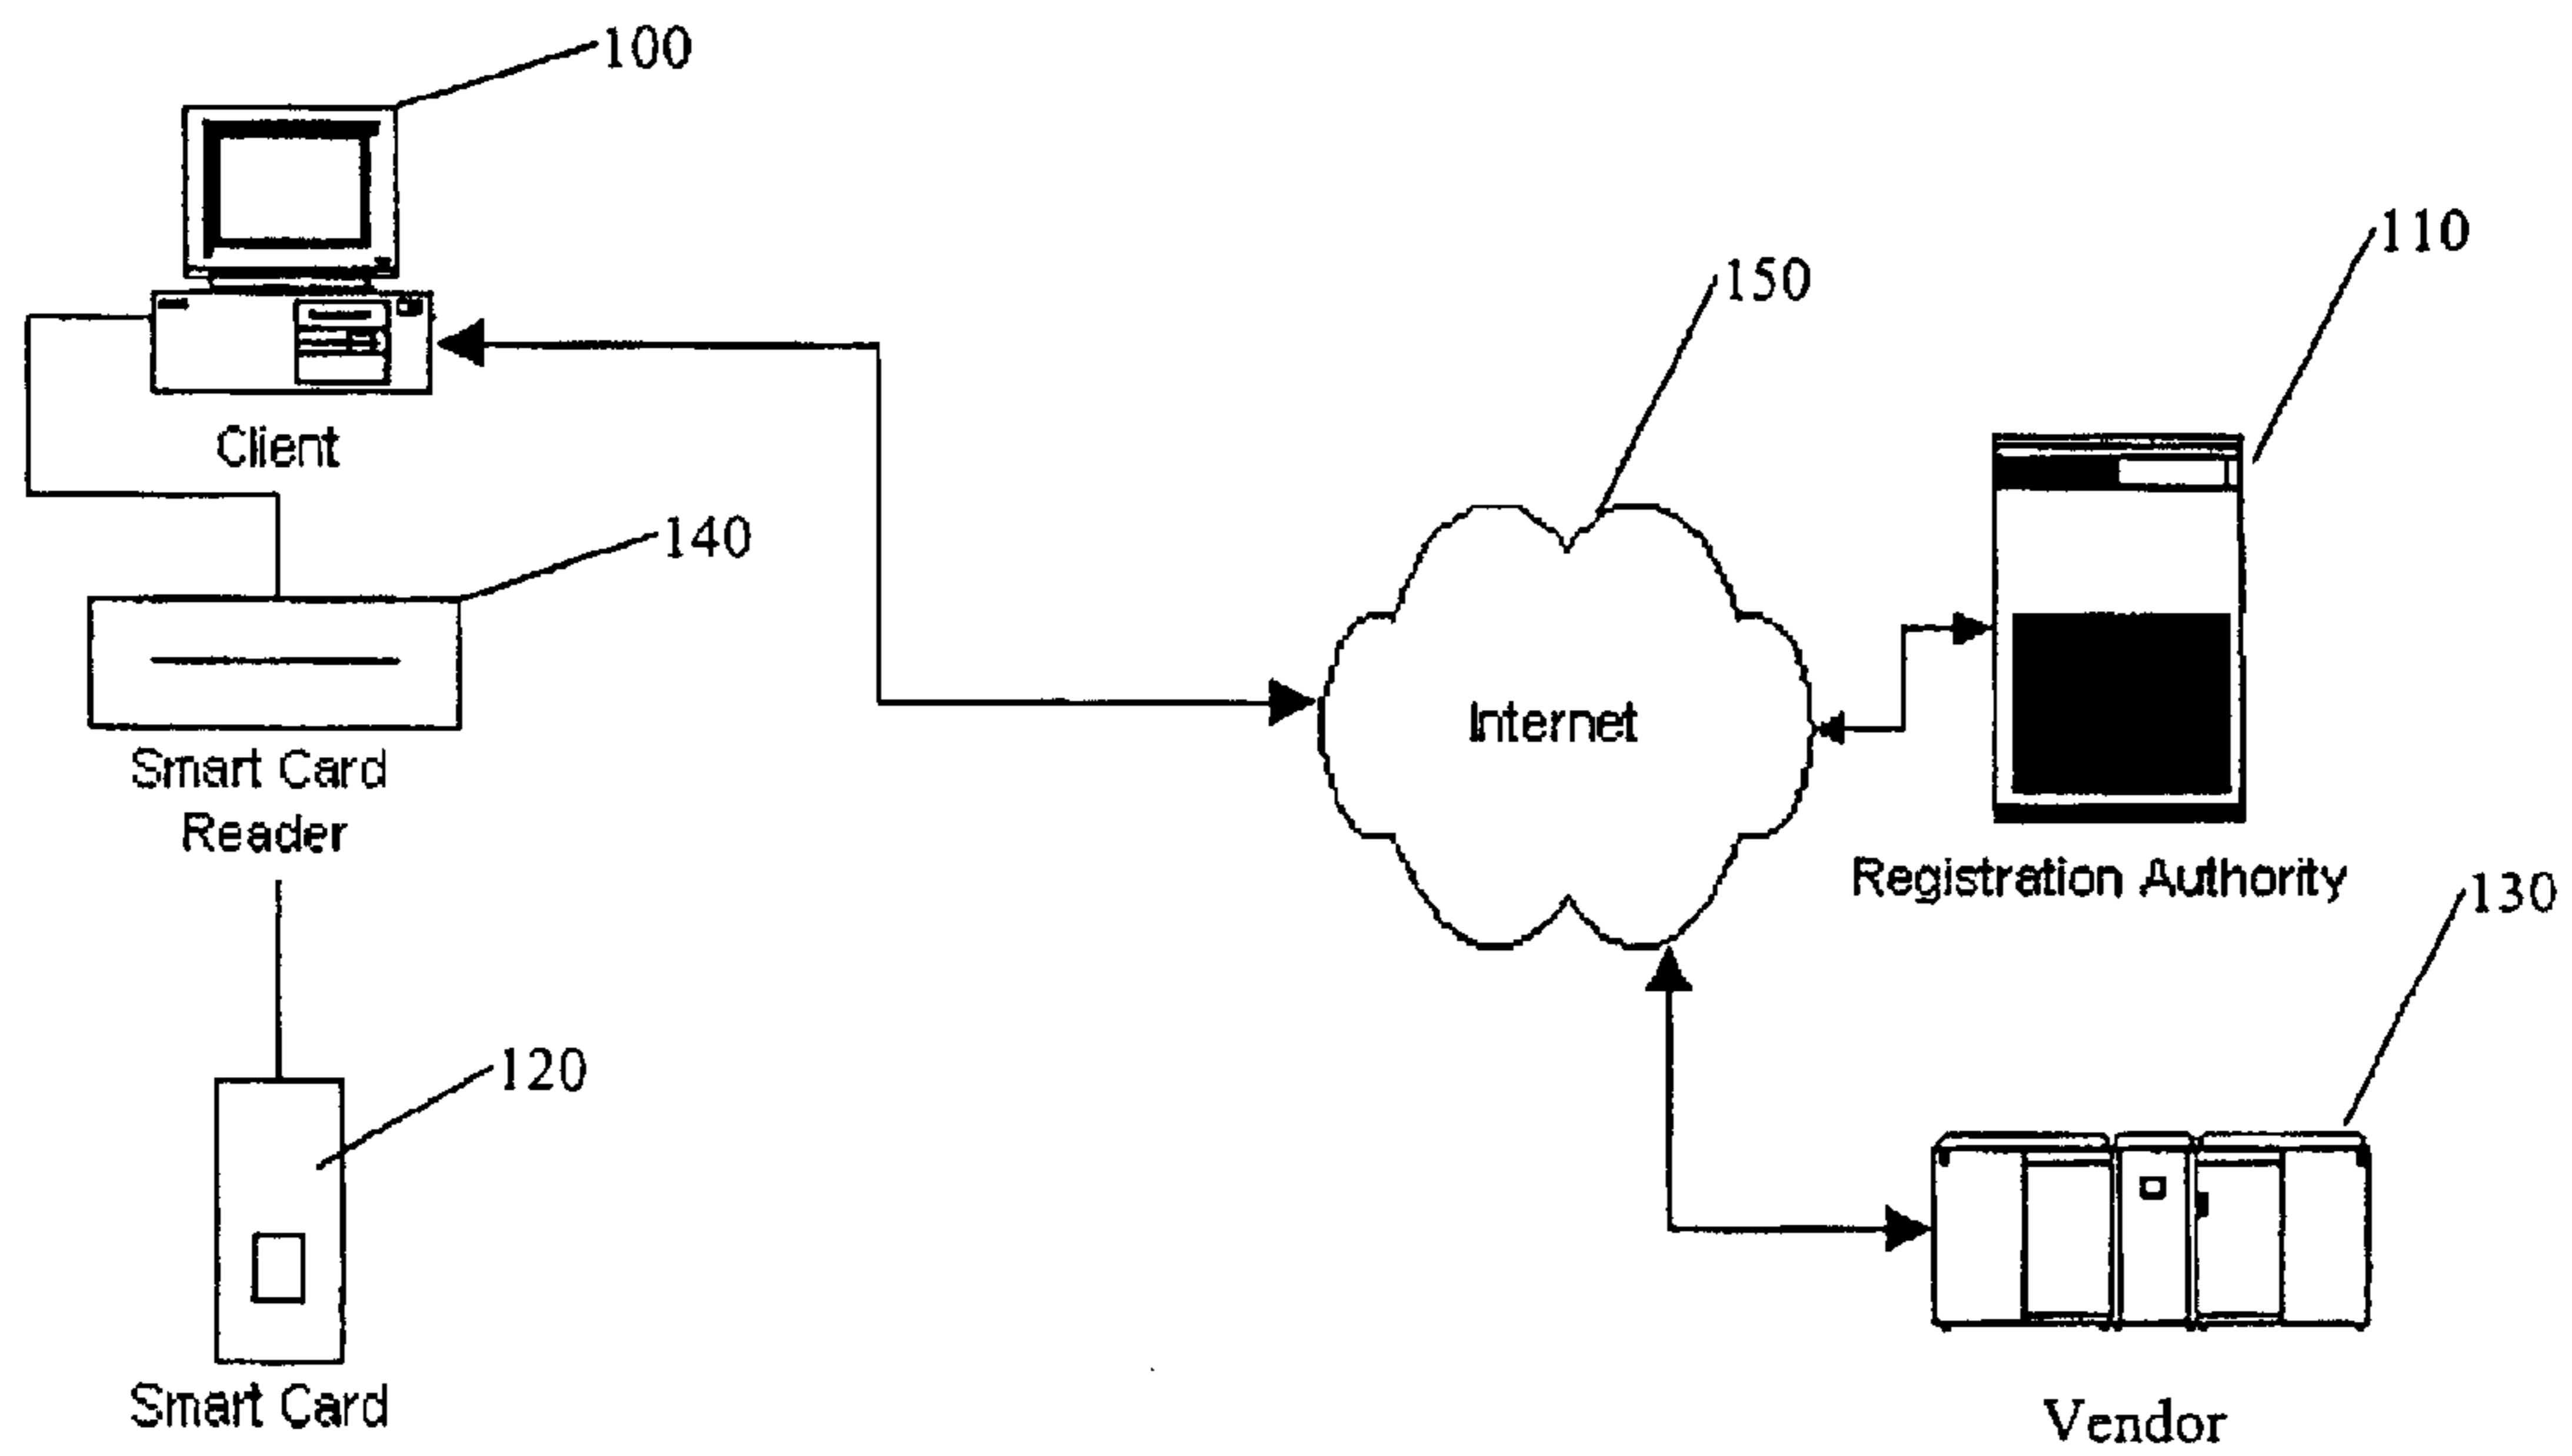 100
110
150
Client
140
Internet
Smart Card
Reader
Registration Authority
130
120
Smart Card
Vendor